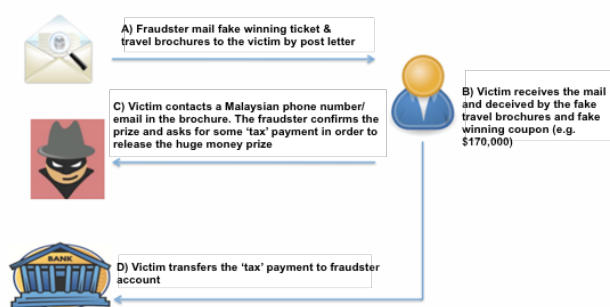 A) Fraudster mail fake winning ticket &
travel brochures to the victim by post letter
B) Victim receives the mail
and deceived by the fake
travel brochures and fake
winning coupon (e.g.
$170,000)
C) Victim contacts a Malaysian phone number/
email in the brochure. The fraudster confirms the
prize and asks for some ‘tax’ payment in order to
release the huge money prize
BANK
D) Victim transfers the ‘tax’ payment to fraudster
account